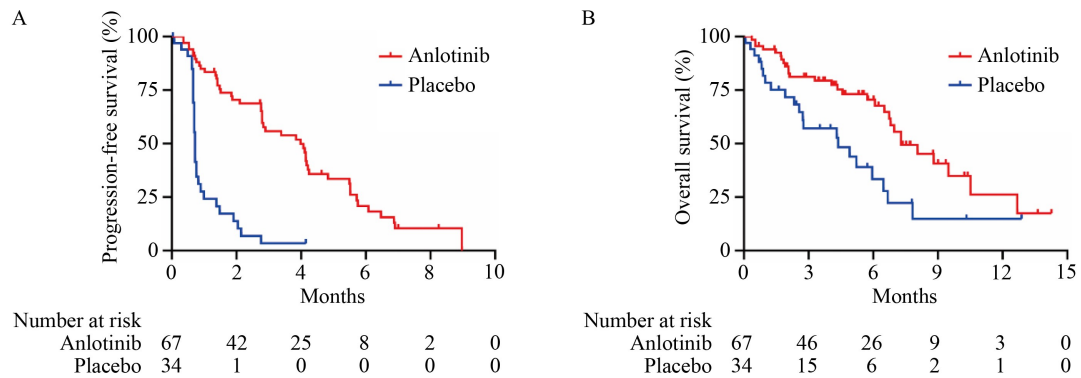 A
Progression-free survival (%)
100
75
50
25
0
Anlotinib
Placebo
0 2 4 6 8 10
Months
Number at risk
Anlotinib 67 42 25 8 2 0
Placebo 34 1 0 0 0 0
B
Overall survival (%)
100
75
50
25
0
Anlotinib
Placebo
0 3 6 9 12 15
Months
Number at risk
Anlotinib 67 46 26 9 3 0
Placebo 34 15 6 2 1 0